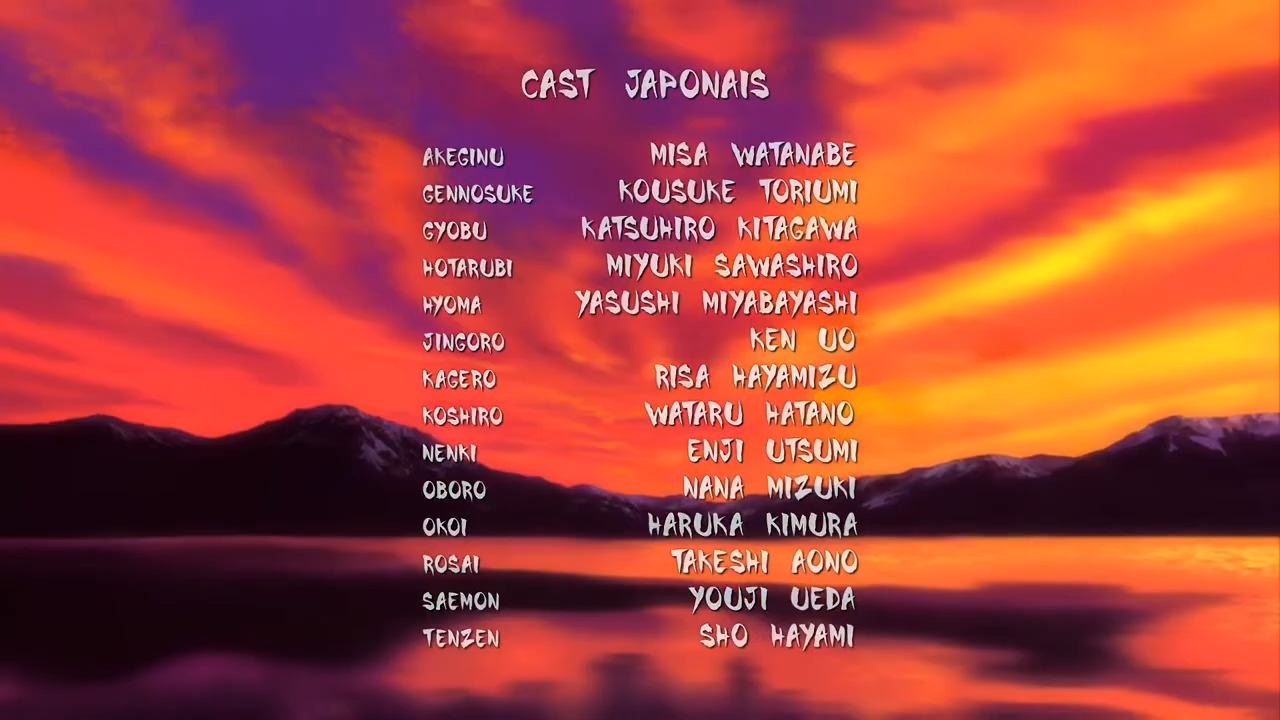 CAST JAPONAIS
AKEGINU MISA WATANABE
GENNOSUKE KOUSUKE TORIUMI
GYOBU KATSUHIRO KITAGAWA
HOTARUBI MIYUKI SAWASHIRO
HYOMA YASUSHI MIYABAYASHI
JINGORO KEN UO
KAGERO RISA HAYAMIZU
KOSHIRO WATARU HATANO
NENKI ENJI UTSUMI
OBORO NANA MIZUKI
OKOI HARUKA KIMURA
ROSAI TAKESHI AONO
SAEMON YOUJI UEDA
TENZEN SHO HAYAMI